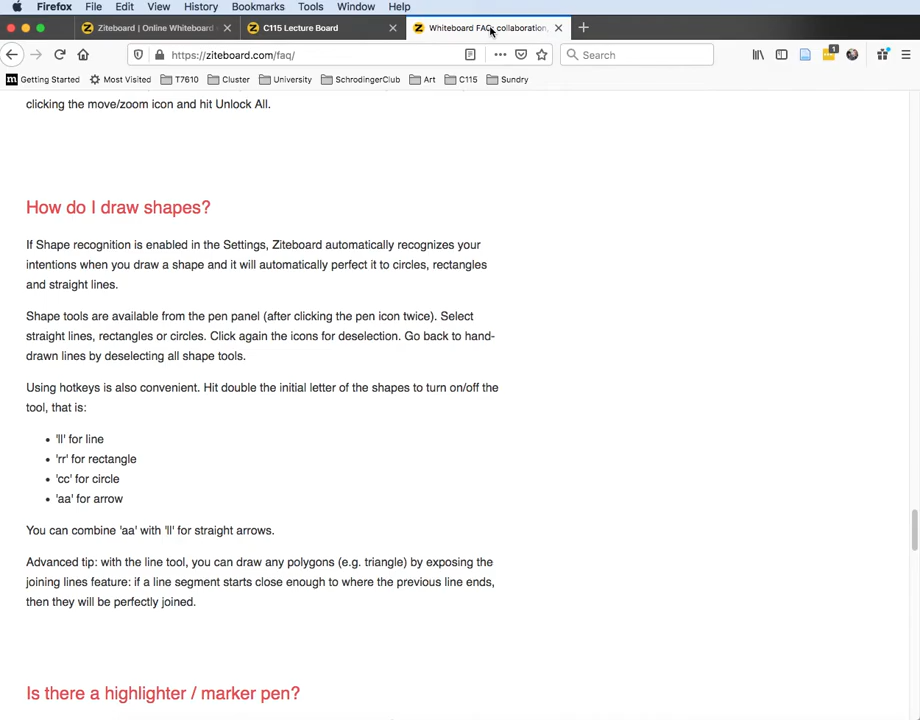 Firefox File Edit View History Bookmarks Tools Window Help
Ziteboard | Online Whiteboard C115 Lecture Board Whiteboard FAQ: collaboration,
https://ziteboard.com/faq/ Search 1
Getting Started Most Visited T7610 Cluster University SchrodingerClub Art C115 Sundry
clicking the move/zoom icon and hit Unlock All.
How do I draw shapes?
If Shape recognition is enabled in the Settings, Ziteboard automatically recognizes your
intentions when you draw a shape and it will automatically perfect it to circles, rectangles
and straight lines.
Shape tools are available from the pen panel (after clicking the pen icon twice). Select
straight lines, rectangles or circles. Click again the icons for deselection. Go back to hand-
drawn lines by deselecting all shape tools.
Using hotkeys is also convenient. Hit double the initial letter of the shapes to turn on/off the
tool, that is:
• 'll' for line
• 'rr' for rectangle
• 'cc' for circle
• 'aa' for arrow
You can combine 'aa' with 'll' for straight arrows.
Advanced tip: with the line tool, you can draw any polygons (e.g. triangle) by exposing the
joining lines feature: if a line segment starts close enough to where the previous line ends,
then they will be perfectly joined.
Is there a highlighter / marker pen?